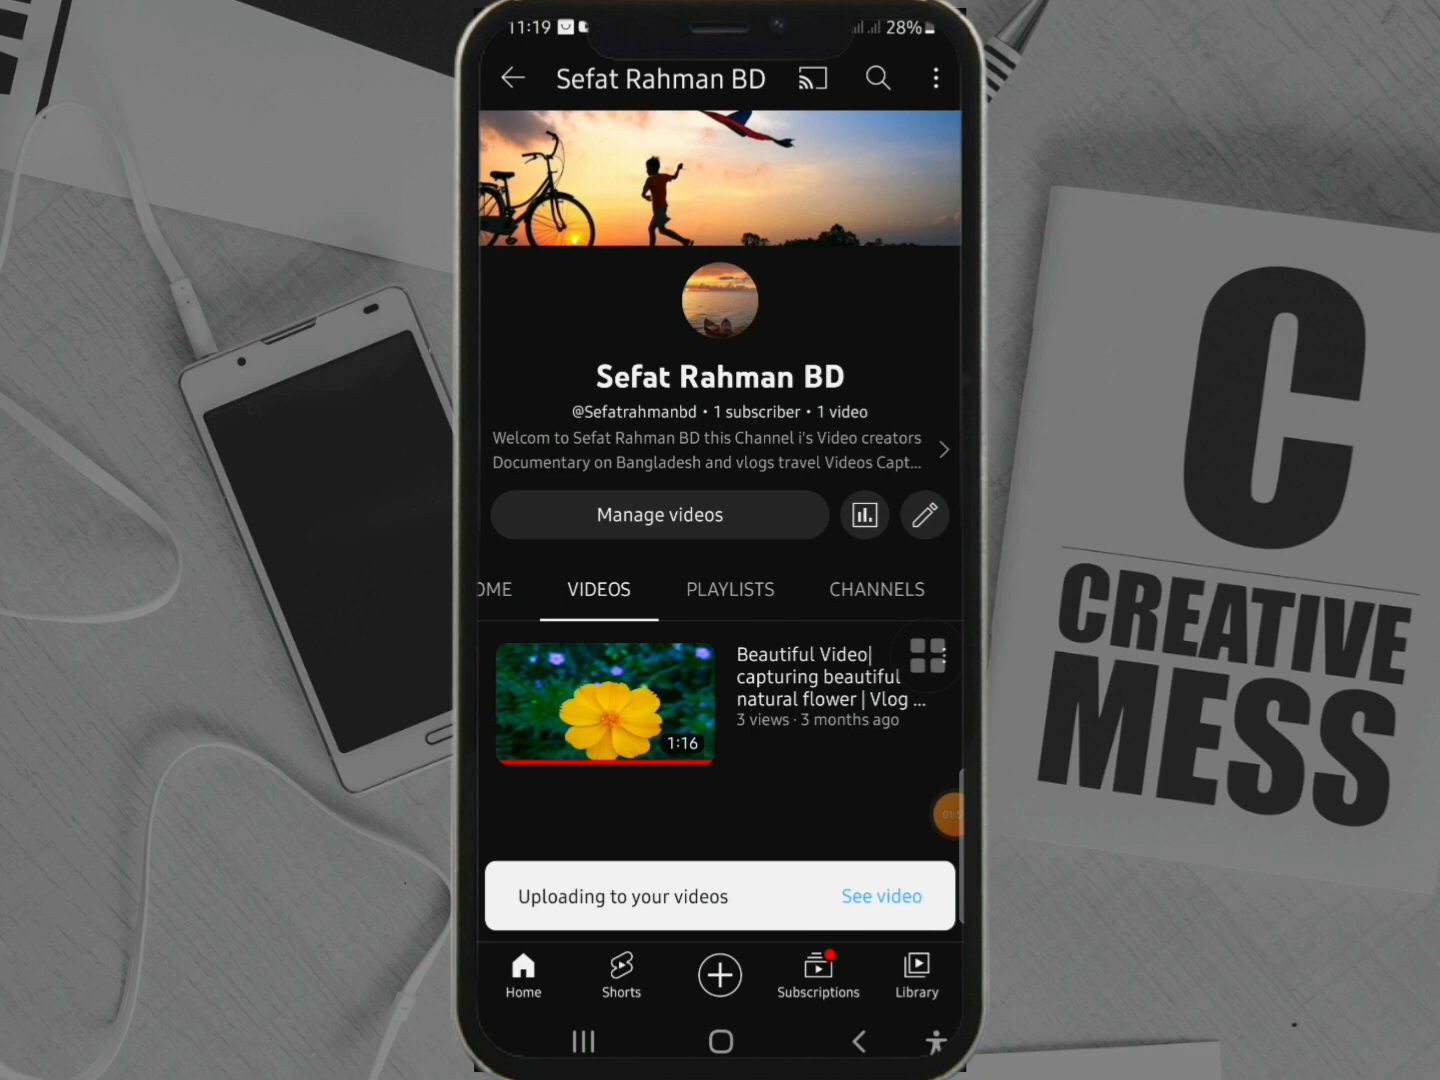 11:19
28%
Sefat Rahman BD
Sefat Rahman BD
@Sefatrahmanbd • 1 subscriber • 1 video
Welcom to Sefat Rahman BD this Channel i's Video creators
Documentary on Bangladesh and vlogs travel Videos Capt...
Manage videos
OME VIDEOS PLAYLISTS CHANNELS
Beautiful Video|
capturing beautiful
natural flower | Vlog ...
3 views · 3 months ago
1:16
Uploading to your videos See video
Home Shorts Subscriptions Library
C
CREATIVE
MESS